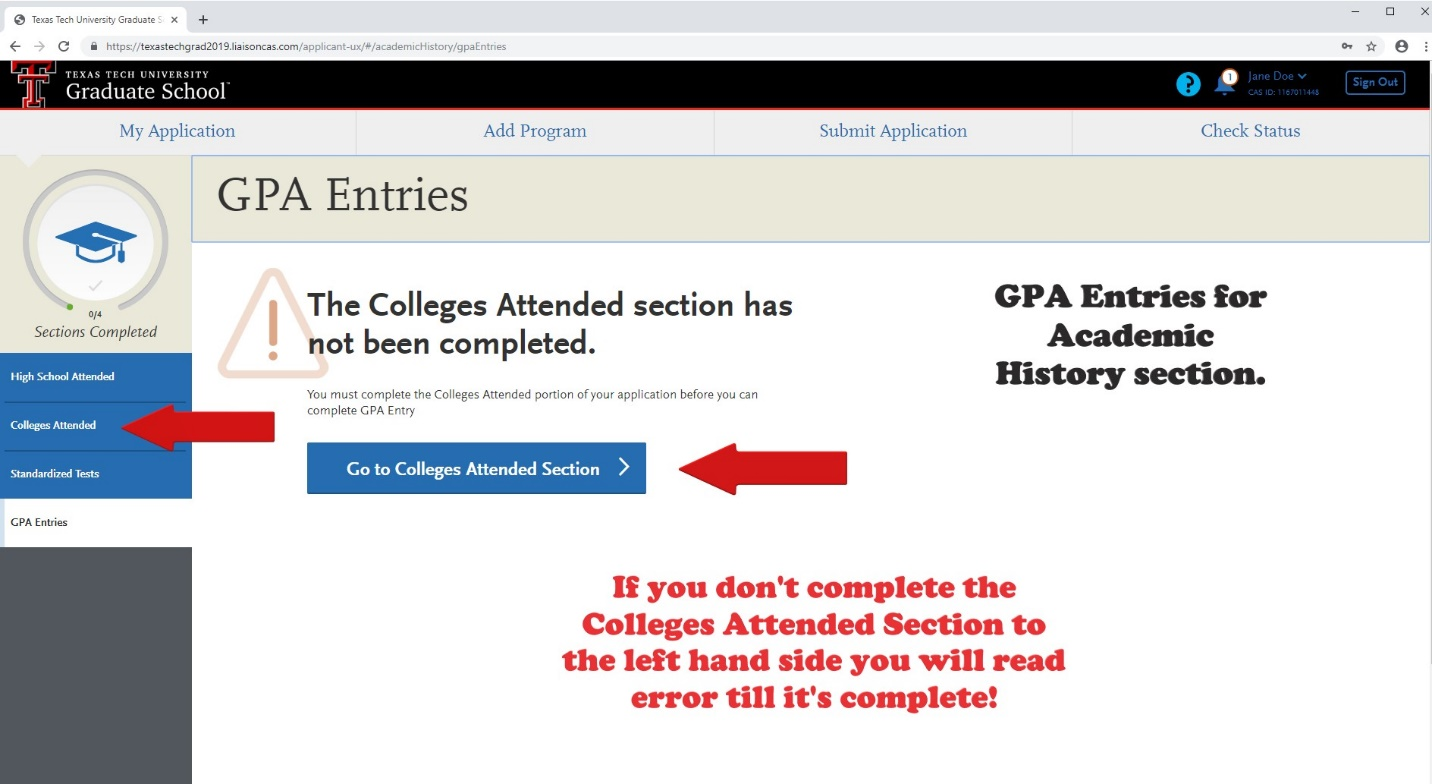 Texas Tech University Graduate S
https://texastechgrad2019.liaisoncas.com/applicant-ux/#/academicHistory/gpaEntries
TEXAS TECH UNIVERSITY
Graduate School
?
1
Jane Doe
CAS ID: 1167011448
Sign Out
My Application
Add Program
Submit Application
Check Status
0/4
Sections Completed
High School Attended
Colleges Attended
Standardized Tests
GPA Entries
GPA Entries
The Colleges Attended section has
not been completed.
You must complete the Colleges Attended portion of your application before you can
complete GPA Entry
Go to Colleges Attended Section
GPA Entries for
Academic
History section.
If you don't complete the
Colleges Attended Section to
the left hand side you will read
error till it's complete!